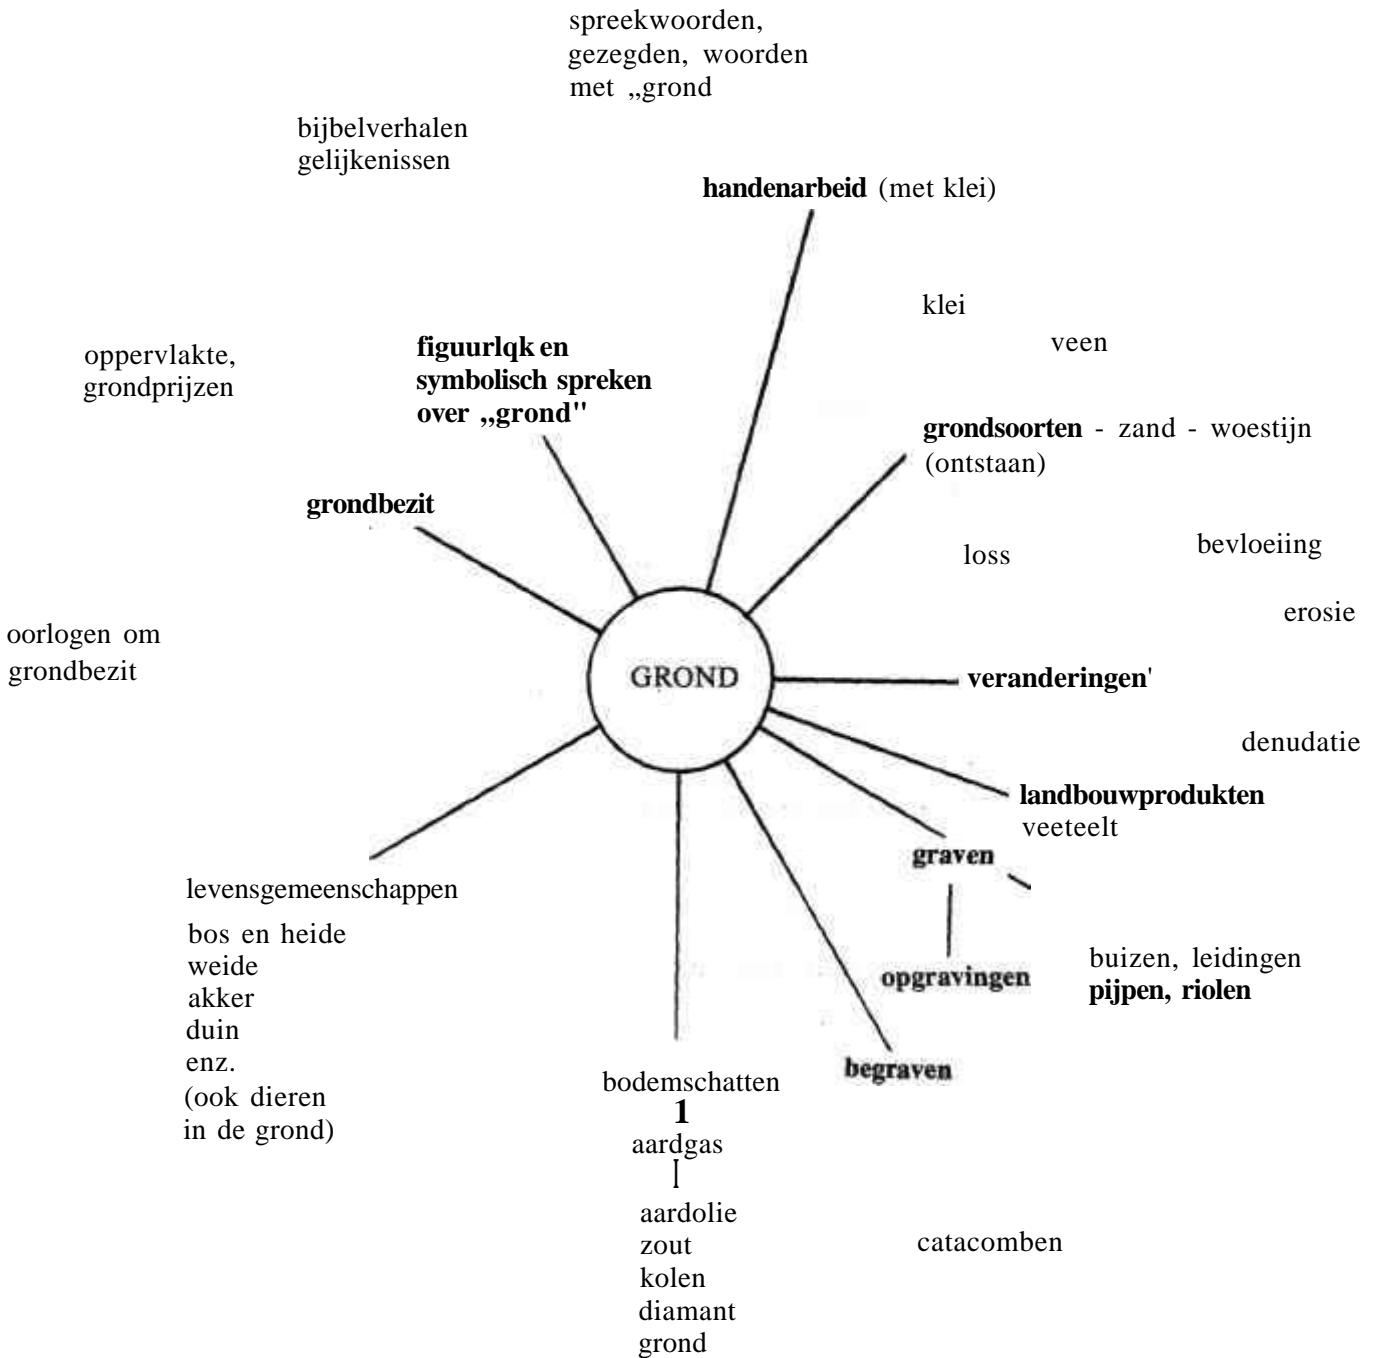 spreekwoorden,
gezegden, woorden
met „grond
bijbelverhalen
gelijkenissen
handenarbeid (met klei)
klei
veen
oppervlakte,
grondprijzen
figuurlqk en
symbolisch spreken
over „grond"
grondsoorten - zand - woestijn
(ontstaan)
grondbezit
loss
bevloeiing
erosie
oorlogen om
grondbezit
GROND
veranderingen'
denudatie
landbouwprodukten
veeteelt
graven
levensgemeenschappen
bos en heide
weide
akker
duin
enz.
(ook dieren
in de grond)
opgravingen
buizen, leidingen
pijpen, riolen
begraven
bodemschatten
1
aardgas
I
aardolie
zout
kolen
diamant
grond
catacomben